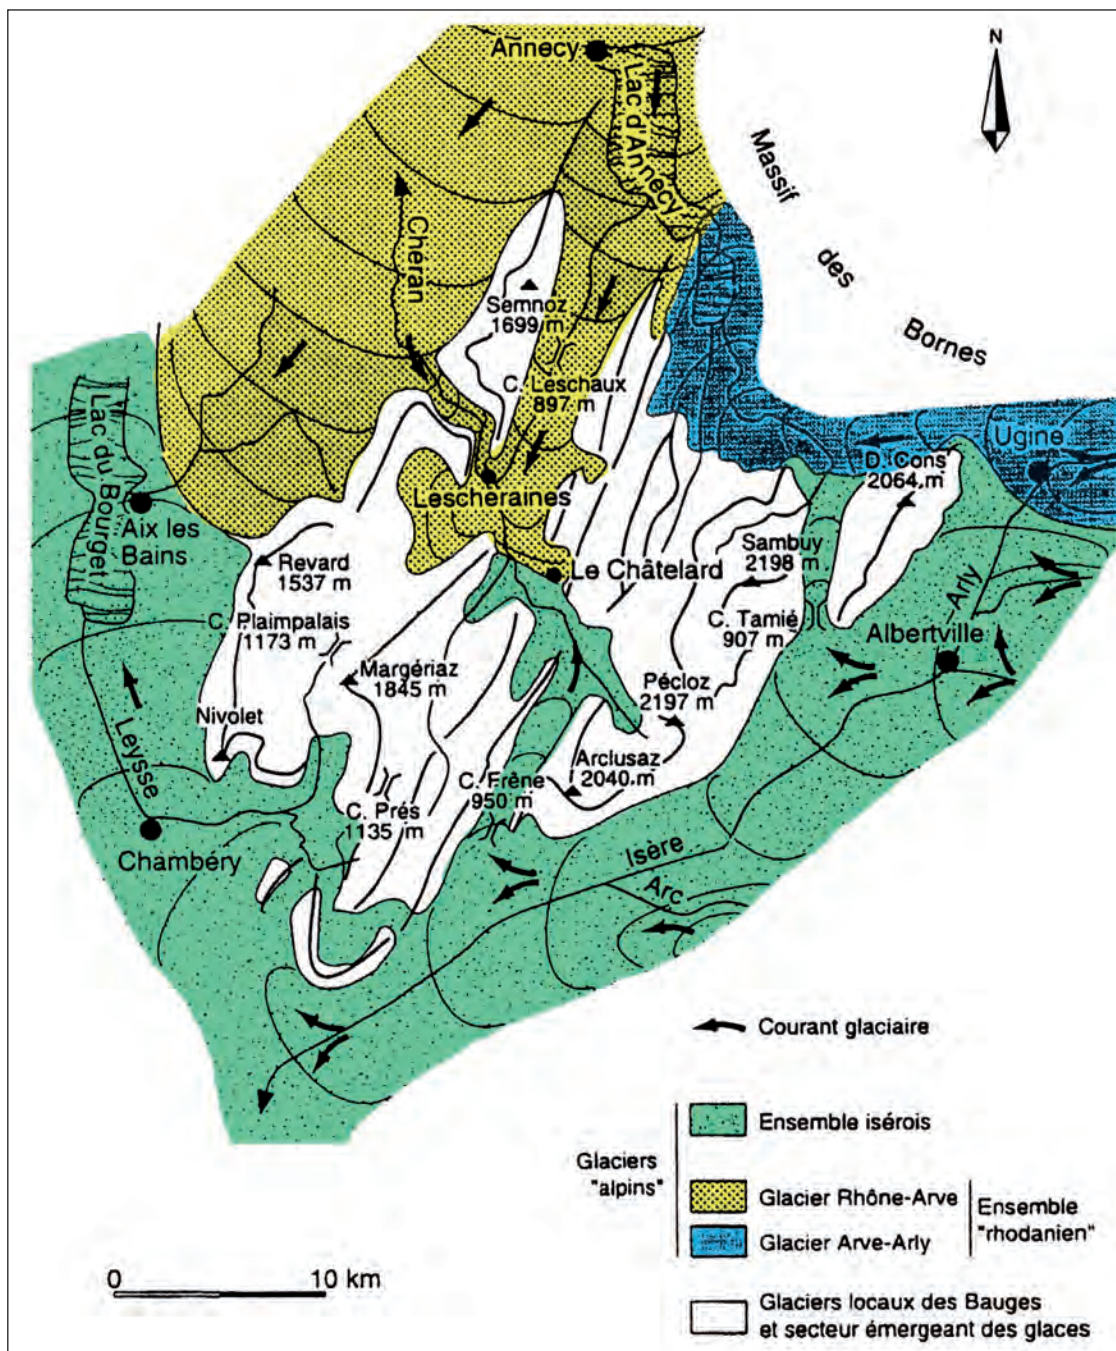 N
Annecy
Lac d'Annecy
Massif
des
Bornes
Cheran
Semnoz
1699 m
C. Leschaux
897 m
Ugine
D. Cons
2064 m
Lac du Bourget
Aix les
Bains
Lescheraines
Revard
1537 m
Le Châtelard
Sambuy
2198 m
C. Plaimpalais
1173 m
C. Tamié
907 m
Arly
Albertville
Margériaz
1845 m
Pécloz
2197 m
Nivolet
Leysse
Arclusaz
2040 m
C. Frêne
950 m
C. Prés
1135 m
Chambéry
Isère
Arc
Courant glaciaire
Glaciers
"alpins"
Ensemble isérois
Glacier Rhône-Arve
Glacier Arve-Arly
Ensemble
"rhodanien"
0 10 km
Glaciers locaux des Bauges
et secteur émergeant des glaces